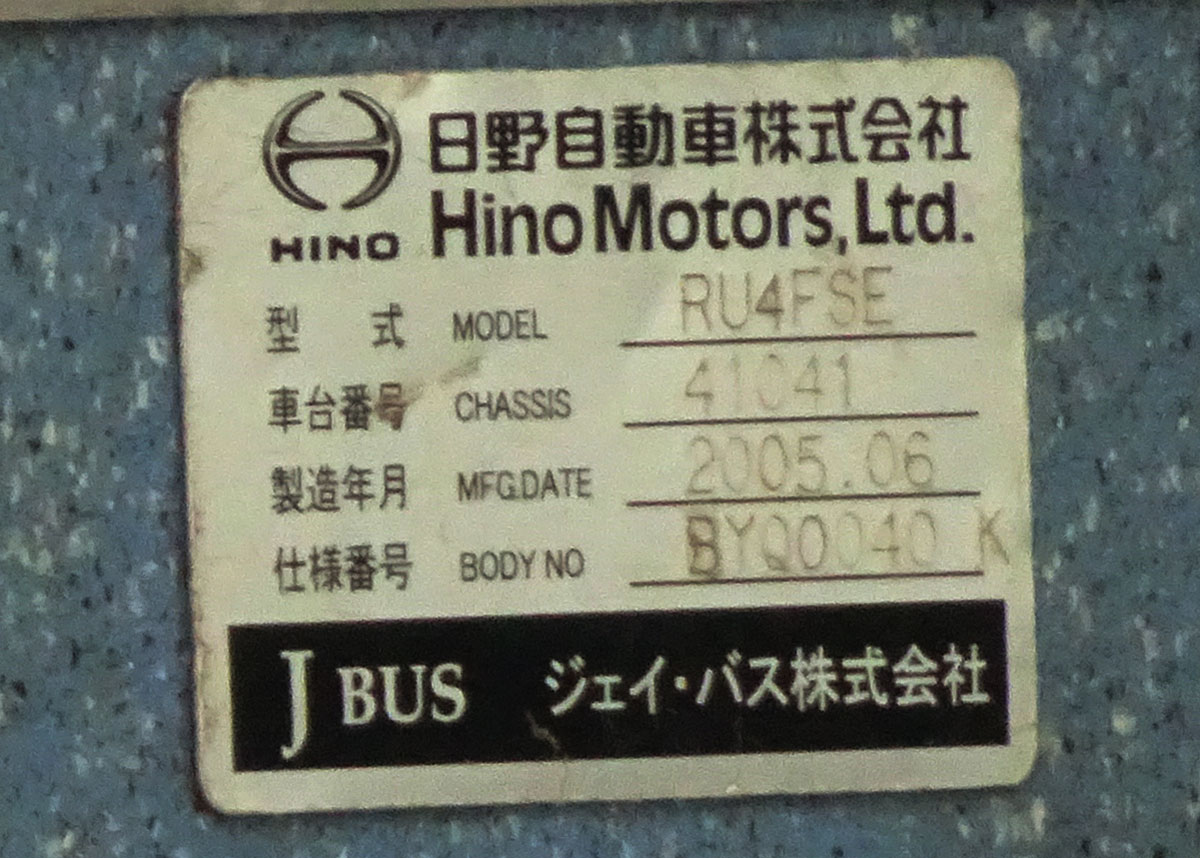 日野自動車株式会社
HINO Hino Motors,Ltd.
型 式 MODEL RU4FSE
車台番号 CHASSIS 41041
製造年月 MFG.DATE 2005.06
仕様番号 BODY NO BYQ0040 K
J BUS ジェイ・バス株式会社